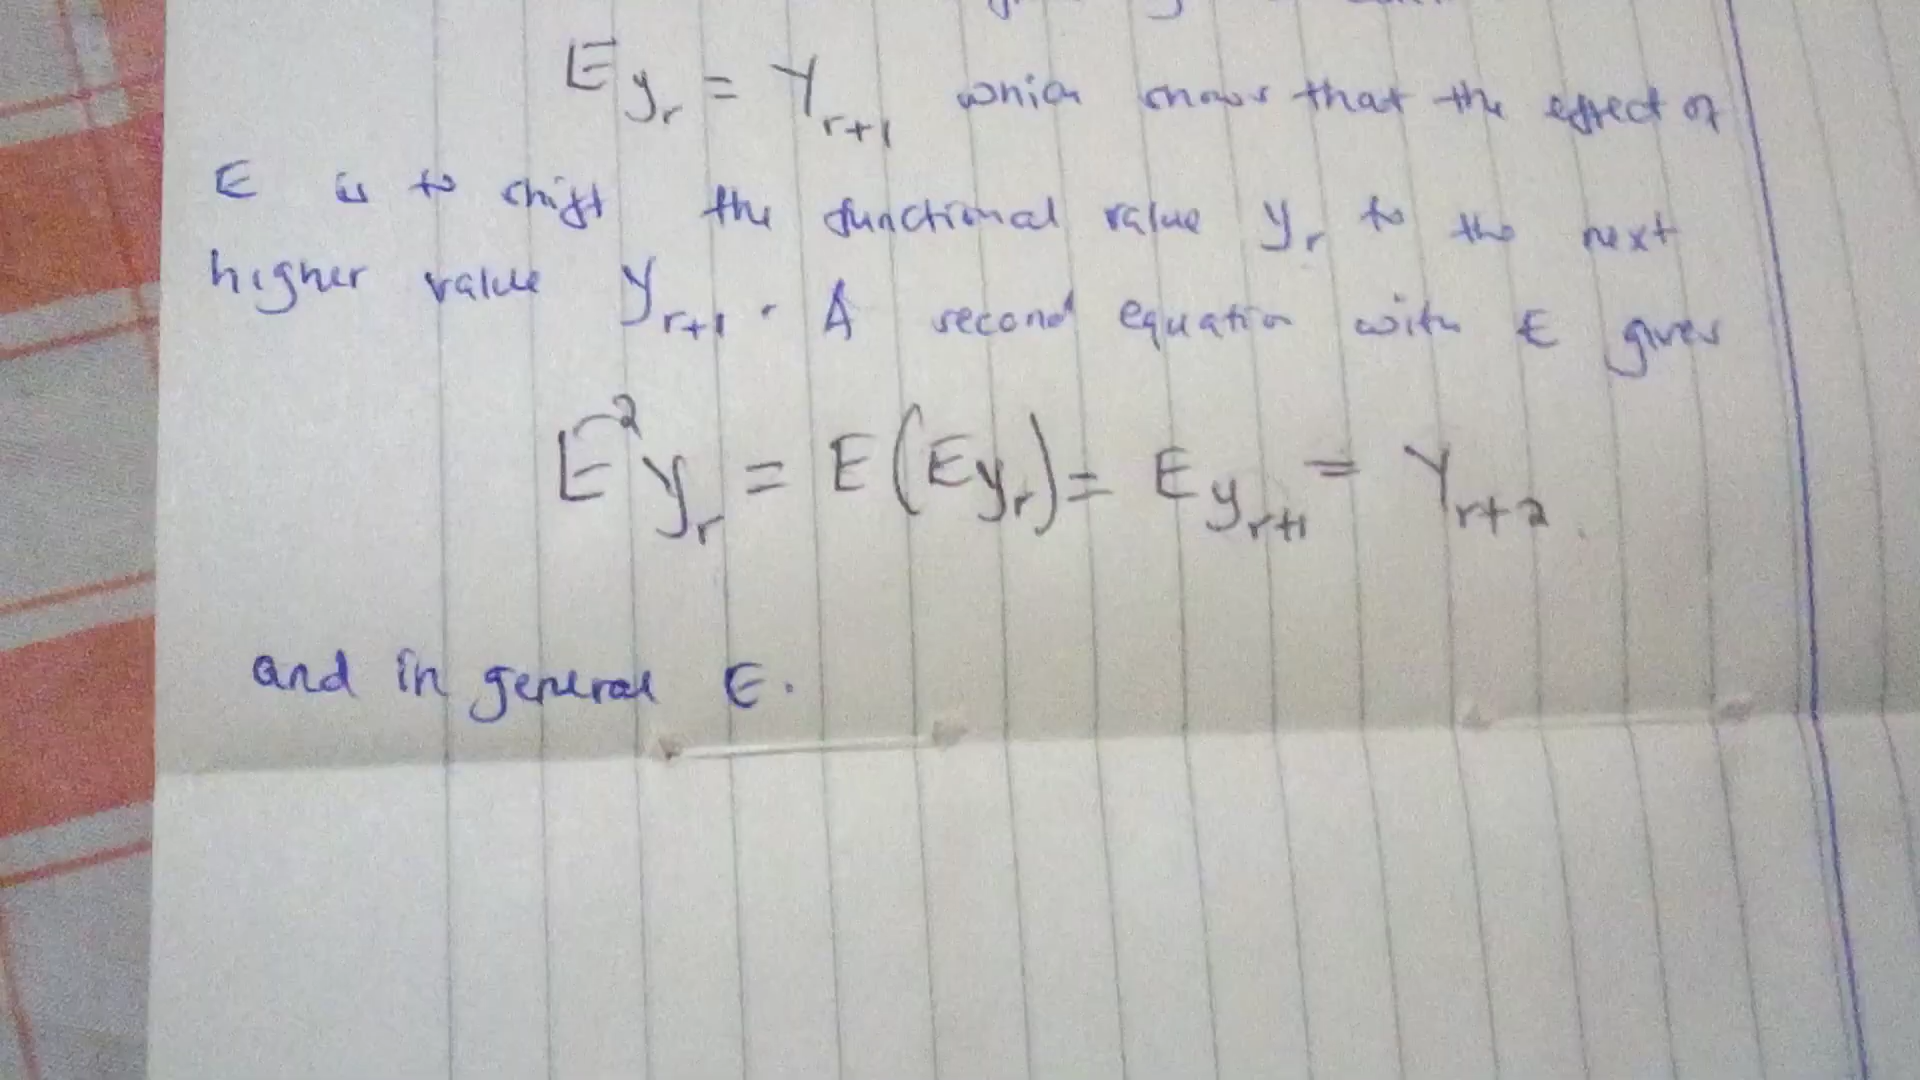 E y_r = Y_{r+1} which shows that the effect of
E is to shift the functional value y_r to the next
higher value y_{r+1}. A second equation with E gives
E² y_r = E(E y_r) = E y_{r+1} = Y_{r+2}.
and in general E.